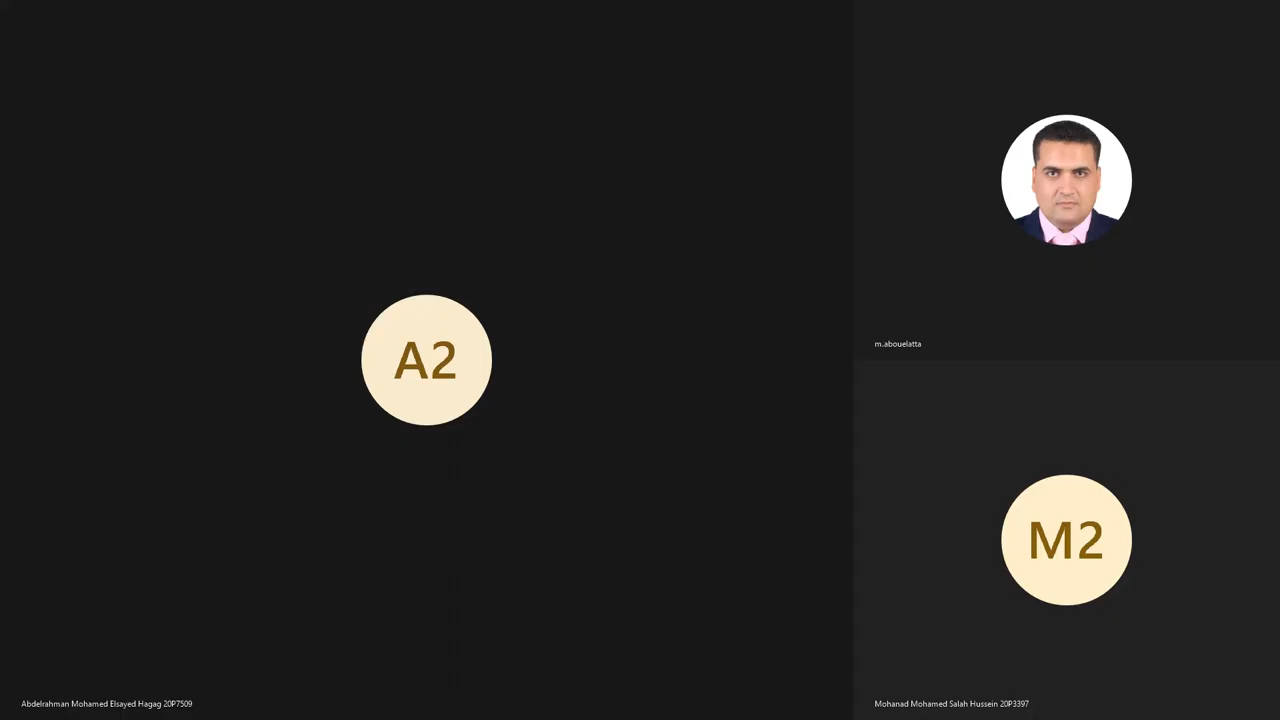 A2
Abdelrahman Mohamed Elsayed Hagag 20P7509
m.abouelatta
M2
Mohanad Mohamed Salah Hussein 20P3397